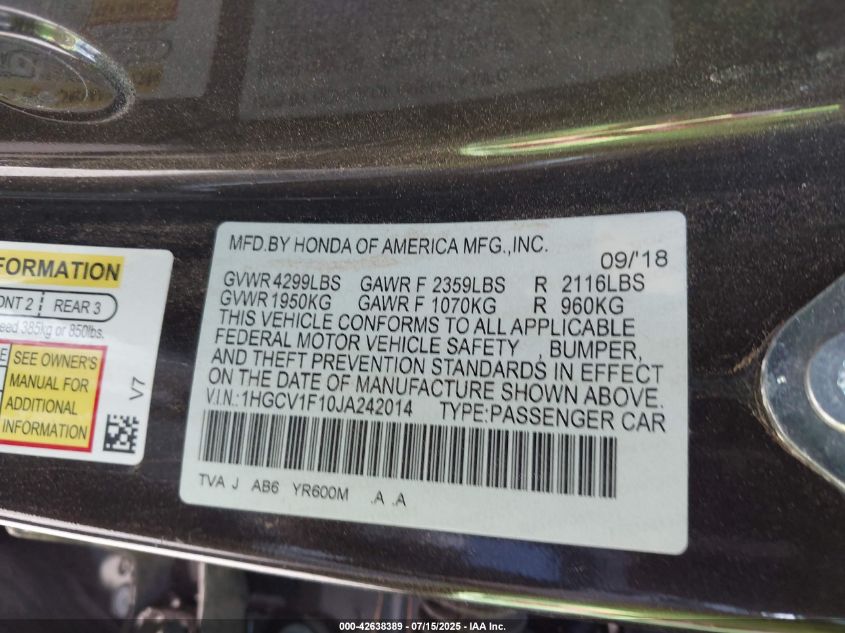 MFD.BY HONDA OF AMERICA MFG.,INC.
09/'18
GVWR 4299LBS GAWR F 2359LBS R 2116LBS
GVWR 1950KG GAWR F 1070KG R 960KG
THIS VEHICLE CONFORMS TO ALL APPLICABLE
FEDERAL MOTOR VEHICLE SAFETY , BUMPER,
AND THEFT PREVENTION STANDARDS IN EFFECT
ON THE DATE OF MANUFACTURE SHOWN ABOVE.
V.I.N.:1HGCV1F10JA242014 TYPE:PASSENGER CAR
TVA J AB6 YR600M .A .A
FORMATION
ONT 2 REAR 3
eed 385kg or 850lbs.
SEE OWNER'S
MANUAL FOR
ADDITIONAL
INFORMATION
V7
000-42638389 - 07/15/2025 - IAA Inc.